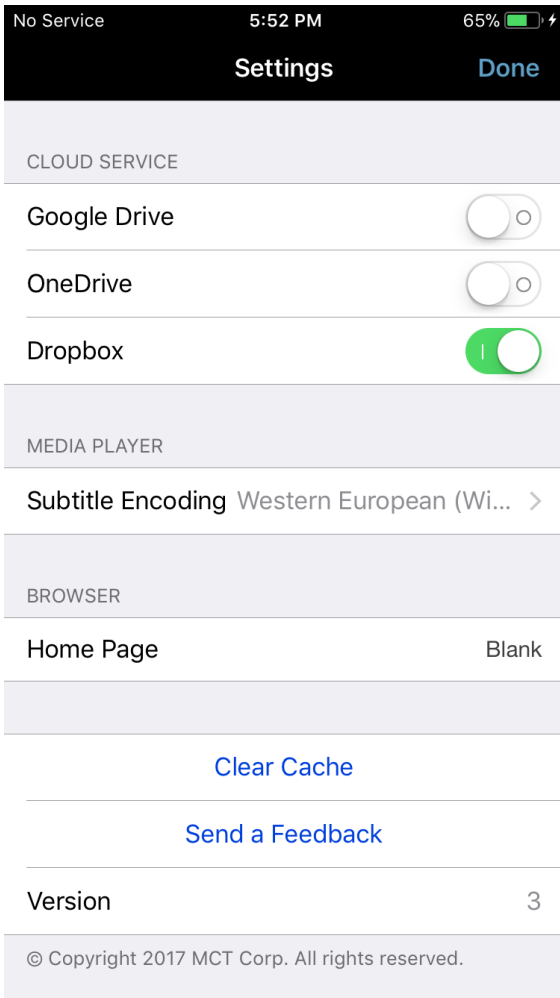 No Service 5:52 PM 65%
Settings Done
CLOUD SERVICE
Google Drive
OneDrive
Dropbox
MEDIA PLAYER
Subtitle Encoding Western European (Wi...
BROWSER
Home Page Blank
Clear Cache
Send a Feedback
Version 3
© Copyright 2017 MCT Corp. All rights reserved.